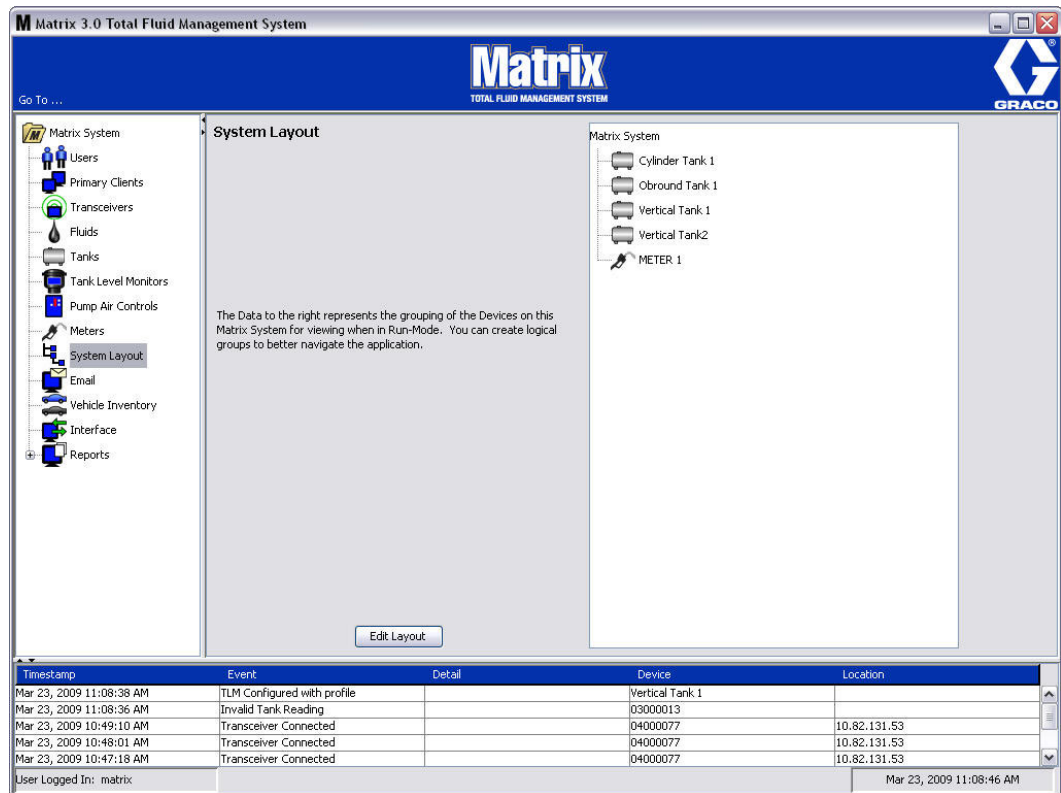 Matrix 3.0 Total Fluid Management System
Matrix
TOTAL FLUID MANAGEMENT SYSTEM
GRACO
Go To ...
Matrix System
Users
Primary Clients
Transceivers
Fluids
Tanks
Tank Level Monitors
Pump Air Controls
Meters
System Layout
Email
Vehicle Inventory
Interface
Reports
System Layout
The Data to the right represents the grouping of the Devices on this
Matrix System for viewing when in Run-Mode. You can create logical
groups to better navigate the application.
Edit Layout
Matrix System
Cylinder Tank 1
Obround Tank 1
Vertical Tank 1
Vertical Tank2
METER 1
Timestamp Event Detail Device Location
Mar 23, 2009 11:08:38 AM TLM Configured with profile Vertical Tank 1
Mar 23, 2009 11:08:36 AM Invalid Tank Reading 03000013
Mar 23, 2009 10:49:10 AM Transceiver Connected 04000077 10.82.131.53
Mar 23, 2009 10:48:01 AM Transceiver Connected 04000077 10.82.131.53
Mar 23, 2009 10:47:18 AM Transceiver Connected 04000077 10.82.131.53
User Logged In: matrix Mar 23, 2009 11:08:46 AM